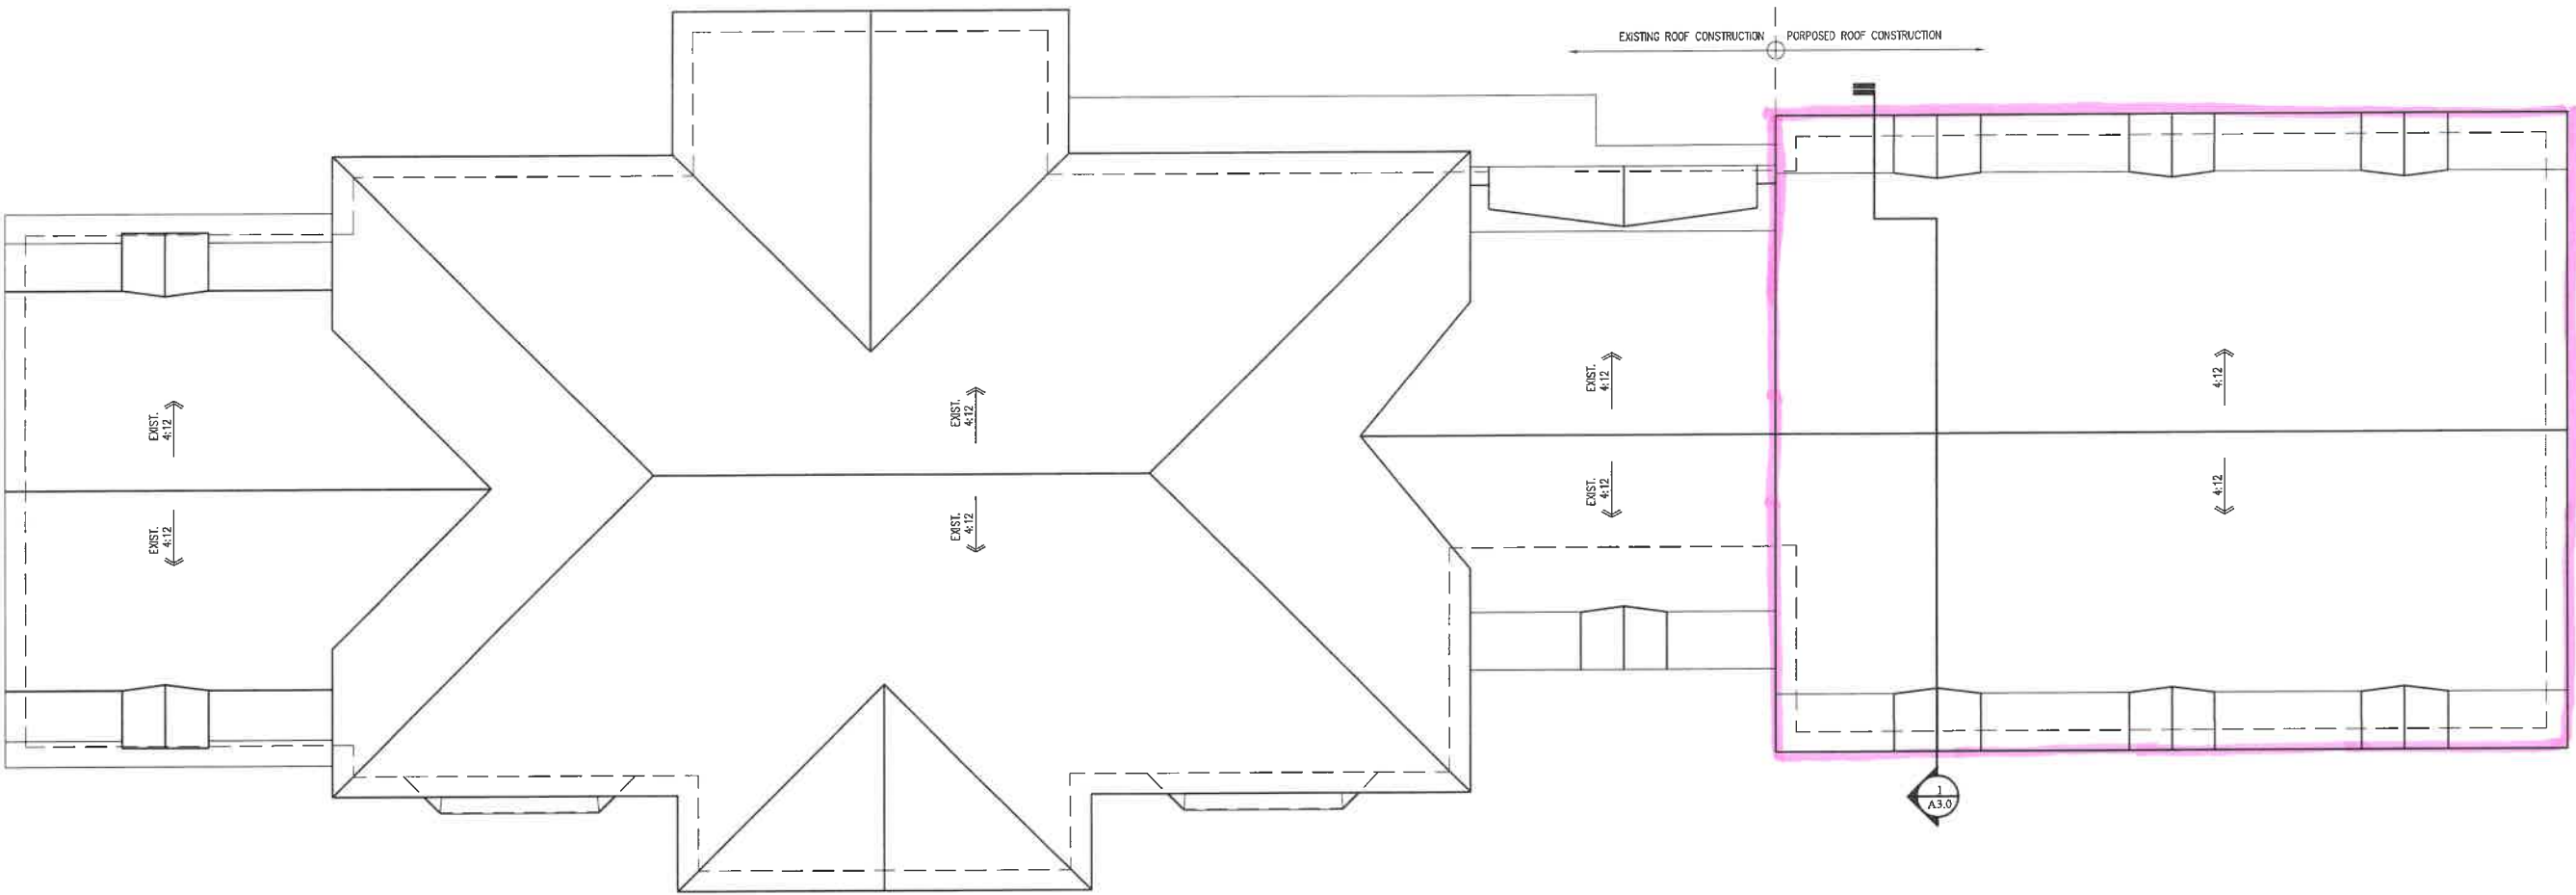 EXISTING ROOF CONSTRUCTION
PORPOSED ROOF CONSTRUCTION
EXIST.
4:12
EXIST.
4:12
EXIST.
4:12
4:12
EXIST.
4:12
EXIST.
4:12
EXIST.
4:12
4:12
1
A3.0